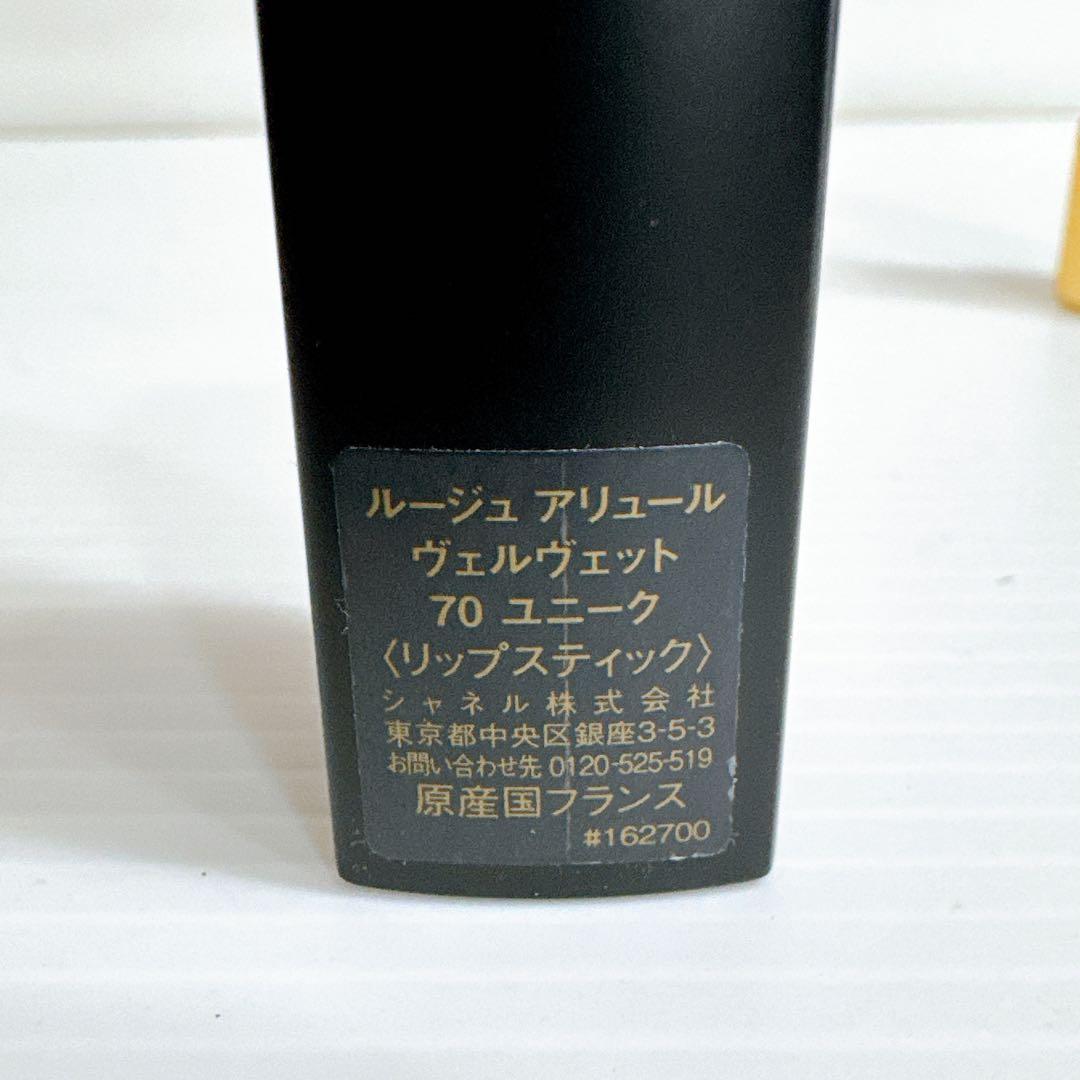 ルージュ アリュール
ヴェルヴェット
70 ユニーク
〈リップスティック〉
シャネル株式会社
東京都中央区銀座3-5-3
お問い合わせ先 0120-525-519
原産国フランス
#162700